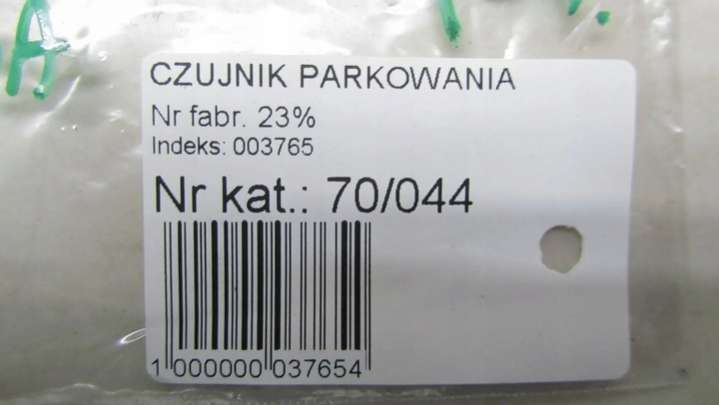 CZUJNIK PARKOWANIA
Nr fabr. 23%
Indeks: 003765
Nr kat.: 70/044
1 000000 037654